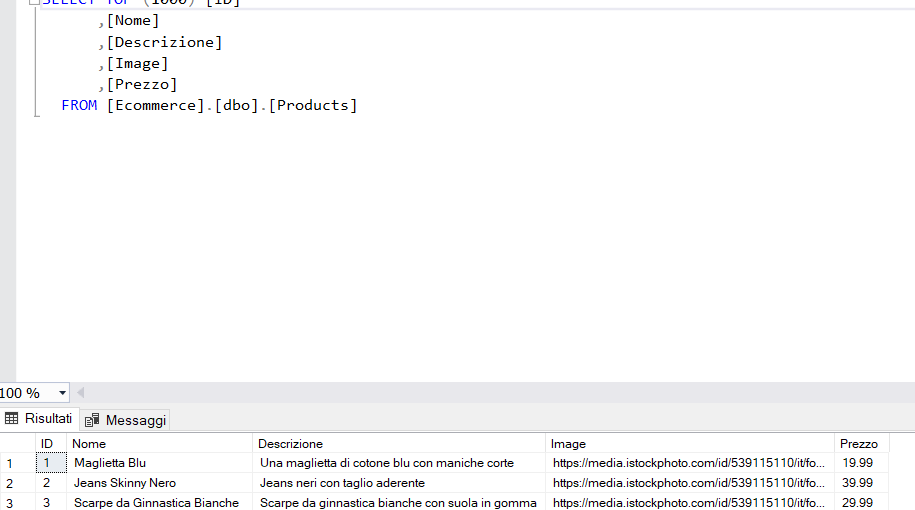 SELECT TOP (1000) [ID]
,[Nome]
,[Descrizione]
,[Image]
,[Prezzo]
FROM [Ecommerce].[dbo].[Products]
100 %
Risultati Messaggi
ID Nome Descrizione Image Prezzo
1 1 Maglietta Blu Una maglietta di cotone blu con maniche corte https://media.istockphoto.com/id/539115110/it/fo... 19.99
2 2 Jeans Skinny Nero Jeans neri con taglio aderente https://media.istockphoto.com/id/539115110/it/fo... 39.99
3 3 Scarpe da Ginnastica Bianche Scarpe da ginnastica bianche con suola in gomma https://media.istockphoto.com/id/539115110/it/fo... 29.99